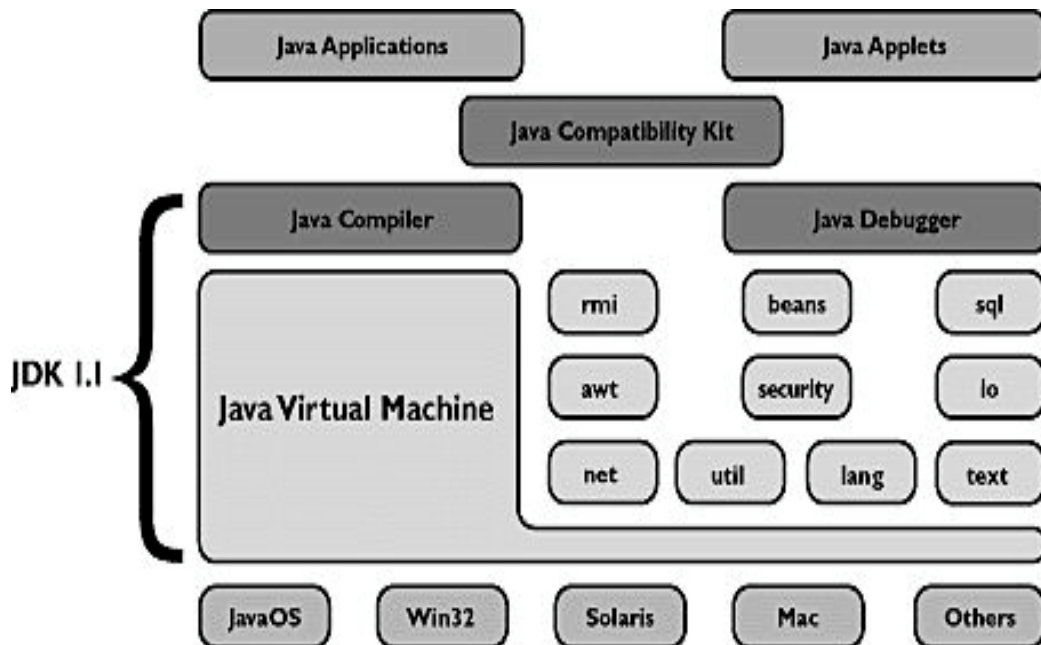 Java Applications
Java Applets
Java Compatibility Kit
Java Compiler
Java Debugger
rmi
beans
sql
JDK 1.1
Java Virtual Machine
awt
security
lo
net
util
lang
text
JavaOS
Win32
Solaris
Mac
Others